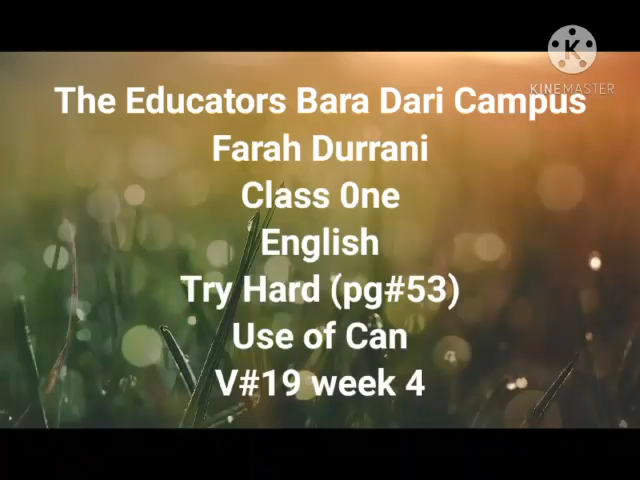 KINEMASTER
The Educators Bara Dari Campus
Farah Durrani
Class 0ne
English
Try Hard (pg#53)
Use of Can
V#19 week 4